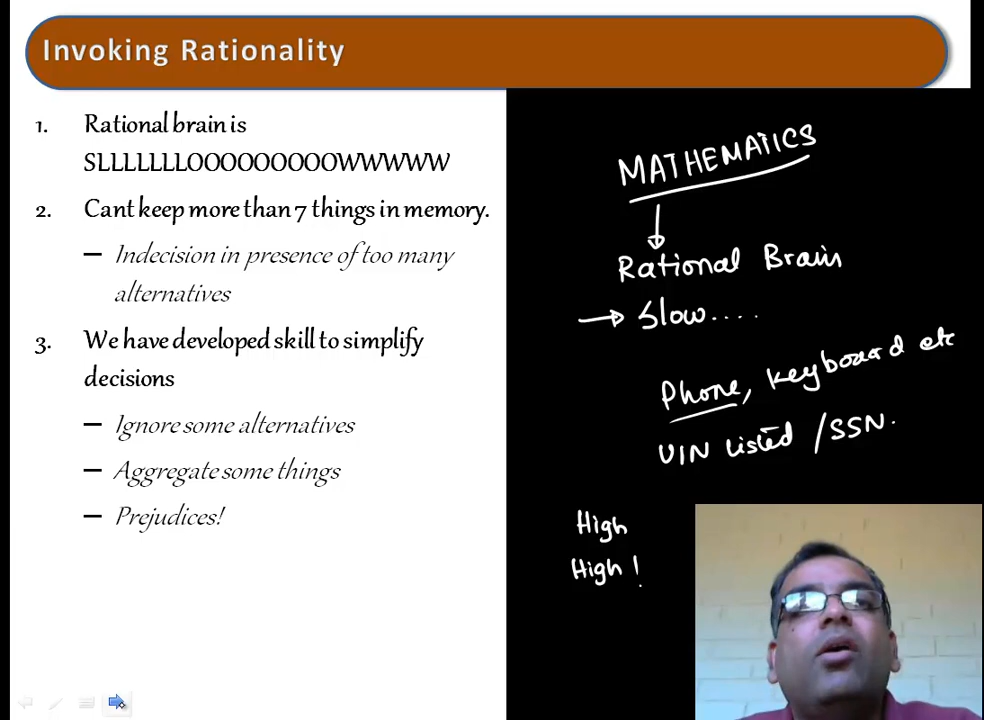 Invoking Rationality
1. Rational brain is
SLLLLLLLOOOOOOOOOWWWWW
2. Cant keep more than 7 things in memory.
– Indecision in presence of too many
alternatives
3. We have developed skill to simplify
decisions
– Ignore some alternatives
– Aggregate some things
– Prejudices!
MATHEMATICS
Rational Brain
→ Slow....
Phone, Keyboard etc
UIN listed /SSN.
High
High !